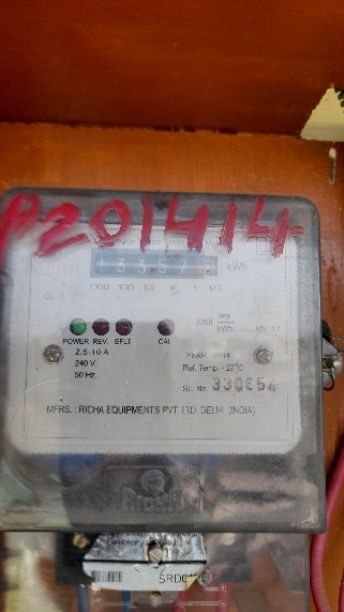 P201414
13357
kWh
10000 1000 100 10 1 1/10
3200 Imp/kWh
POWER REV. EFLT CAL
2.5-10 A
240 V.
50 Hz.
YEAR 2014
Ref. Temp. - 27°C
SL. No. 330654
MFRS. : RICHA EQUIPMENTS PVT. LTD. DELHI (INDIA)